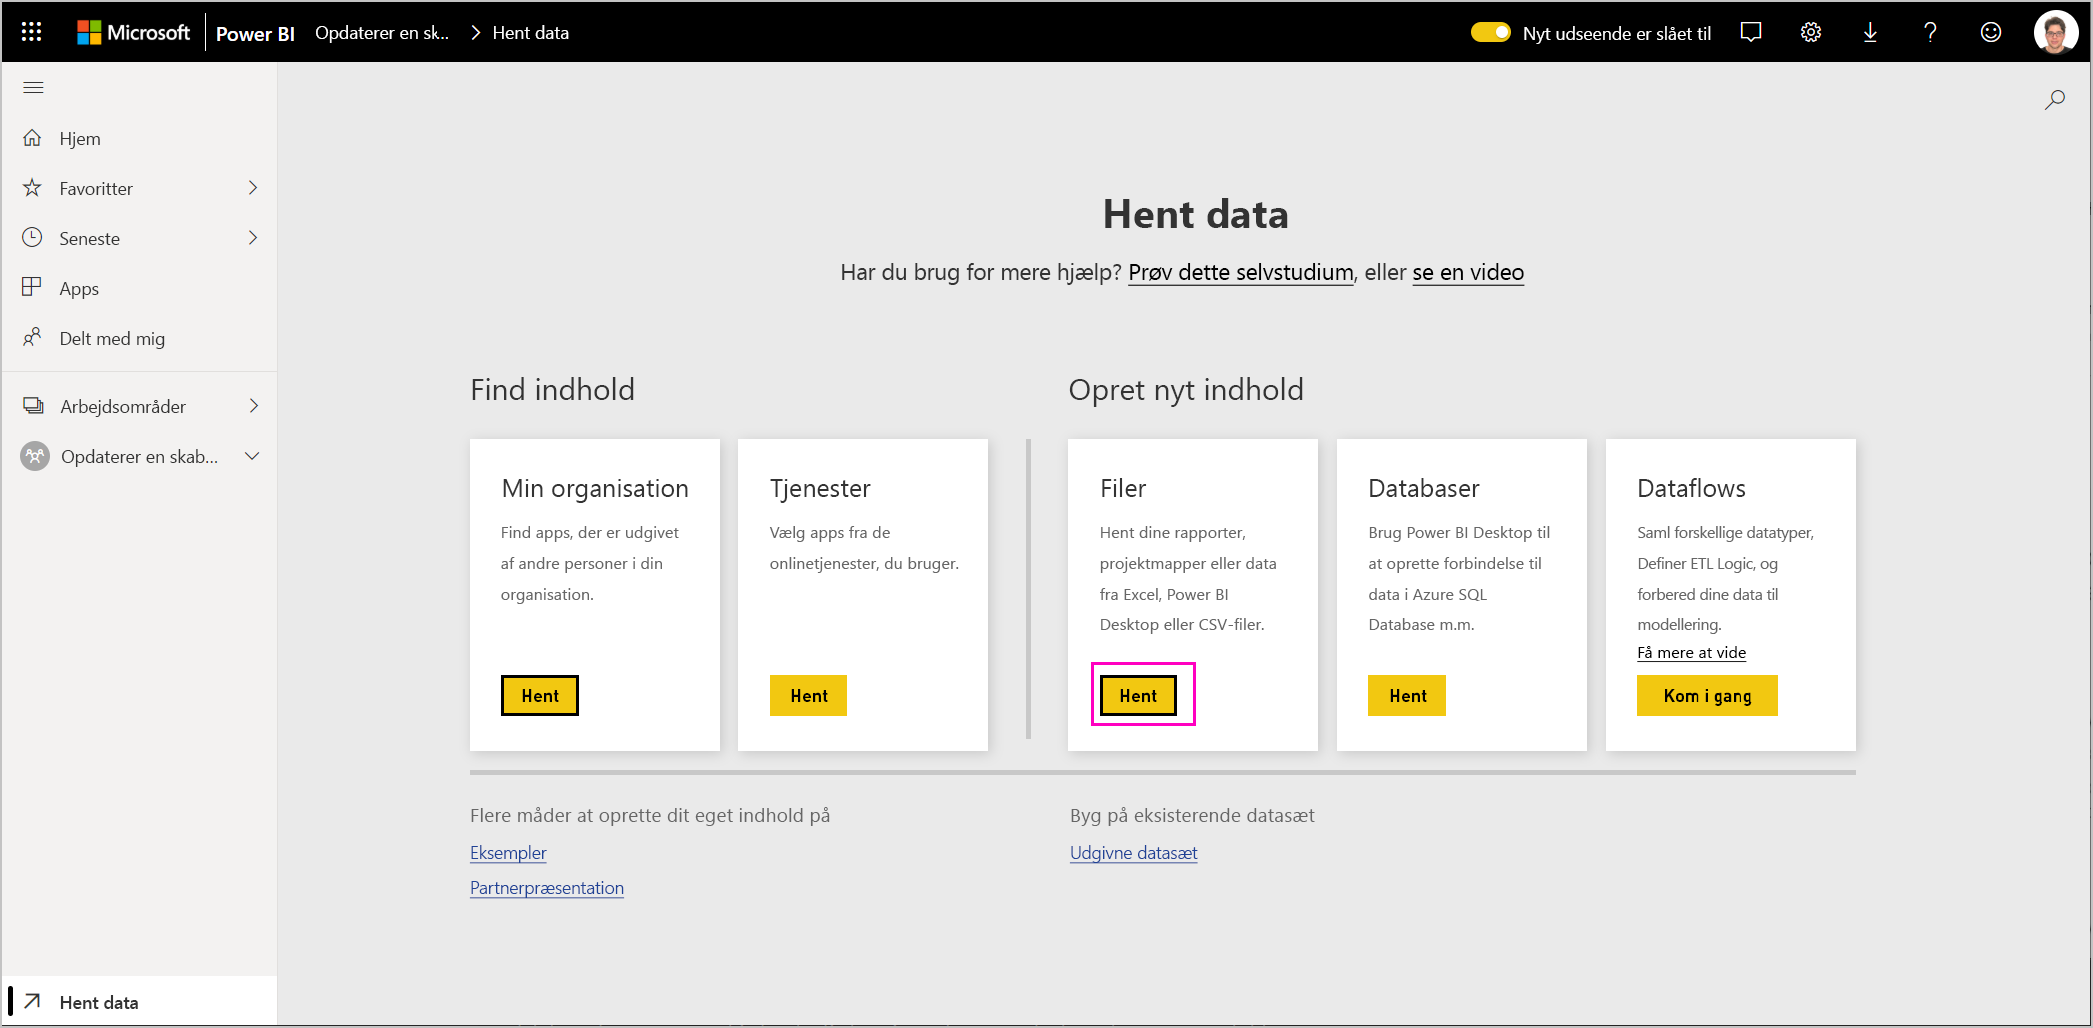 Microsoft Power BI Opdaterer en sk... Hent data Nyt udseende er slået til
Hjem
Favoritter
Seneste
Apps
Delt med mig
Arbejdsområder
Opdaterer en skab...
Hent data
Hent data
Har du brug for mere hjælp? Prøv dette selvstudium, eller se en video
Find indhold
Min organisation
Find apps, der er udgivet
af andre personer i din
organisation.
Hent
Tjenester
Vælg apps fra de
onlinetjenester, du bruger.
Hent
Opret nyt indhold
Filer
Hent dine rapporter,
projektmapper eller data
fra Excel, Power BI
Desktop eller CSV-filer.
Hent
Databaser
Brug Power BI Desktop til
at oprette forbindelse til
data i Azure SQL
Database m.m.
Hent
Dataflows
Saml forskellige datatyper,
Definer ETL Logic, og
forbered dine data til
modellering.
Få mere at vide
Kom i gang
Flere måder at oprette dit eget indhold på
Eksempler
Partnerpræsentation
Byg på eksisterende datasæt
Udgivne datasæt